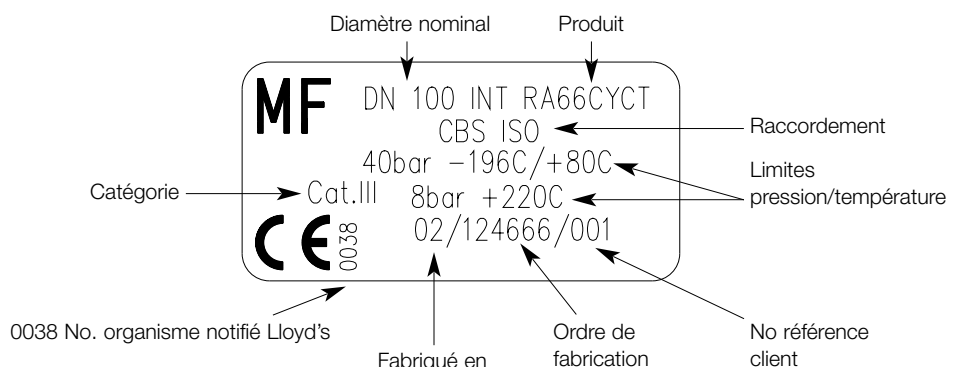 Diamètre nominal
Produit
MF
DN 100 INT RA66CYCT
CBS ISO
Raccordement
40bar -196C/+80C
Limites
pression/température
Catégorie
Cat.III
8bar +220C
CE 0038
02/124666/001
0038 No. organisme notifié Lloyd's
Fabriqué en
Ordre de
fabrication
No référence
client